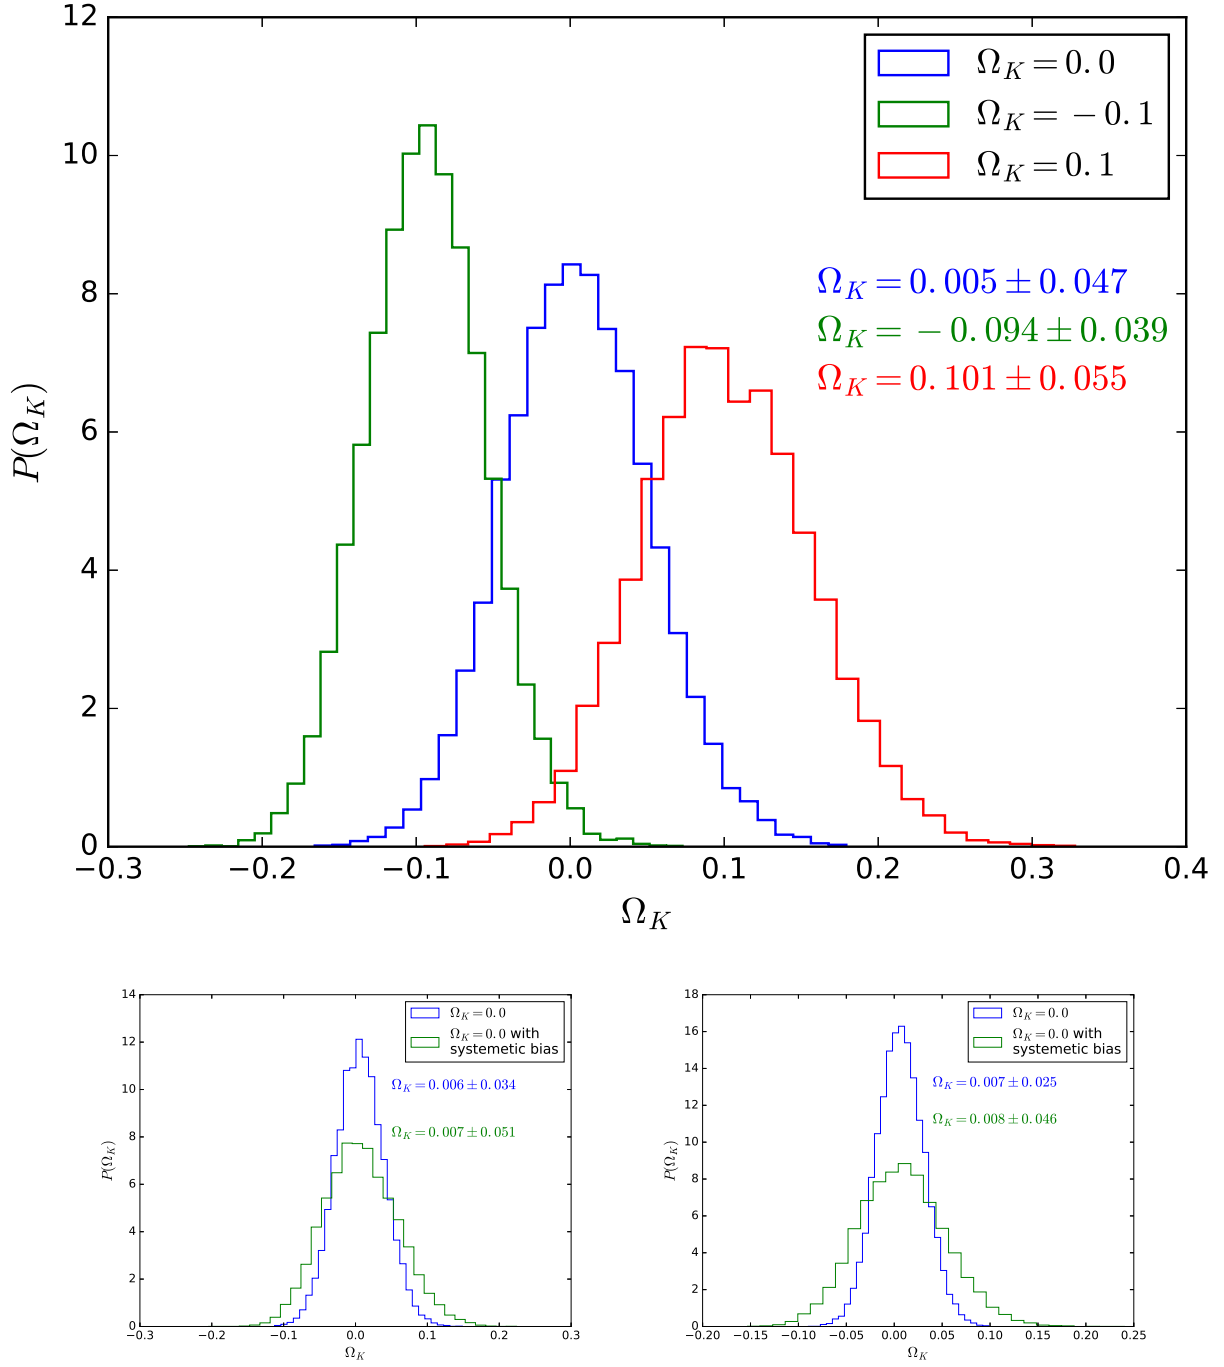 12
10
8
6
4
2
0
P(Ω_K)
Ω_K = 0.0
Ω_K = −0.1
Ω_K = 0.1
Ω_K = 0.005 ± 0.047
Ω_K = −0.094 ± 0.039
Ω_K = 0.101 ± 0.055
−0.3 −0.2 −0.1 0.0 0.1 0.2 0.3 0.4
Ω_K
14
12
10
8
6
4
2
0
P(Ω_K)
Ω_K = 0.0
Ω_K = 0.0 with
systemetic bias
Ω_K = 0.006 ± 0.034
Ω_K = 0.007 ± 0.051
−0.3 −0.2 −0.1 0.0 0.1 0.2 0.3
Ω_K
18
16
14
12
10
8
6
4
2
0
P(Ω_K)
Ω_K = 0.0
Ω_K = 0.0 with
systemetic bias
Ω_K = 0.007 ± 0.025
Ω_K = 0.008 ± 0.046
−0.20 −0.15 −0.10 −0.05 0.00 0.05 0.10 0.15 0.20 0.25
Ω_K